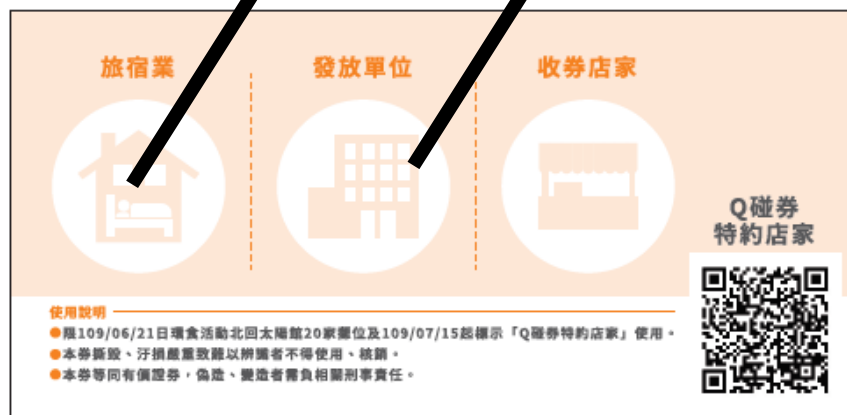 旅宿業
發放單位
收券店家
Q碰券
特約店家
使用說明
●限109/06/21日環食活動北回太陽館20家攤位及109/07/15起標示「Q碰券特約店家」使用。
●本券撕毀、汙損嚴重致難以辨識者不得使用、核銷。
●本券等同有價證券，偽造、變造者需負相關刑事責任。